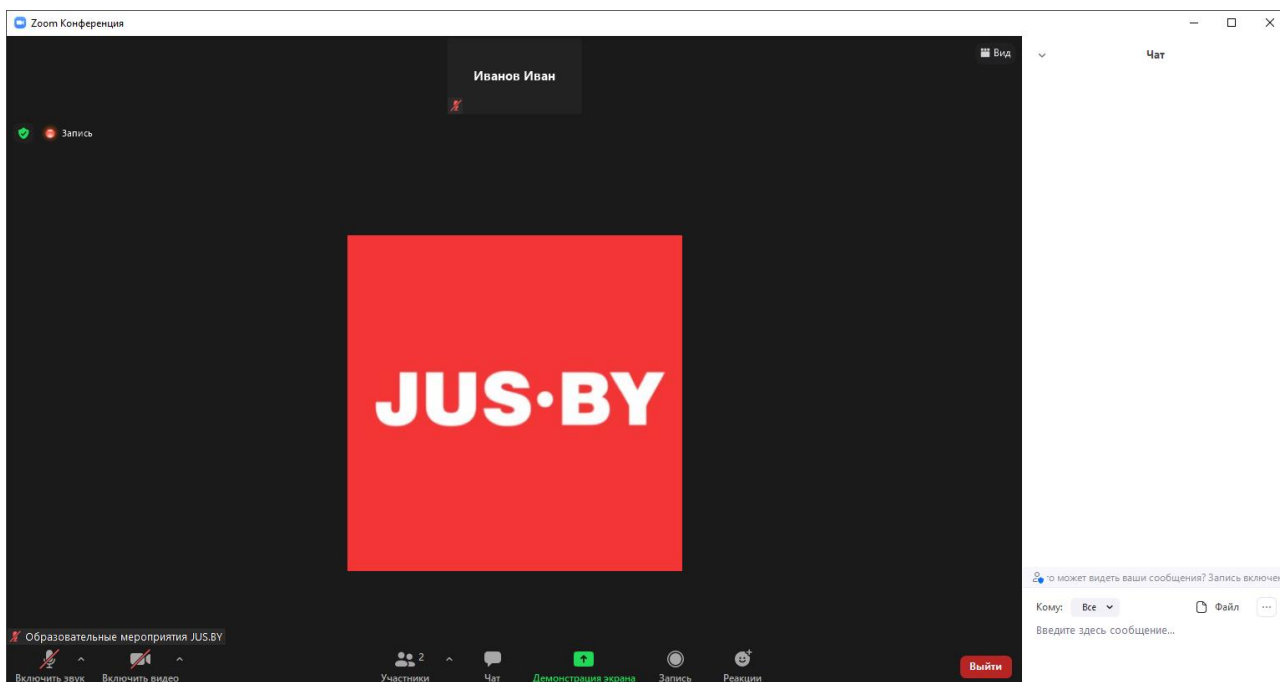 Zoom Конференция
Иванов Иван
Вид
Чат
Запись
JUS·BY
о может видеть ваши сообщения? Запись включен
Кому: Все
Файл
Введите здесь сообщение...
Образовательные мероприятия JUS.BY
2
Включить звук
Включить видео
Участники
Чат
Демонстрация экрана
Запись
Реакции
Выйти